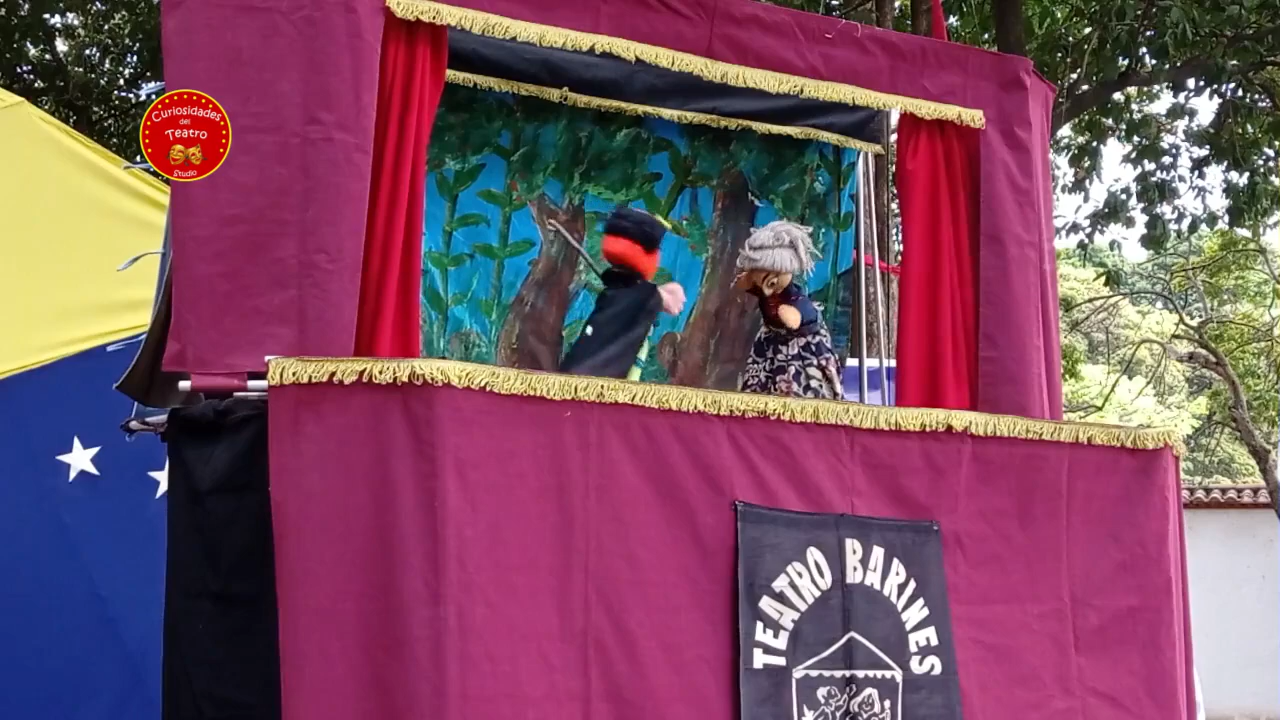 Curiosidades
del
Teatro
Studio
TEATRO BARINES